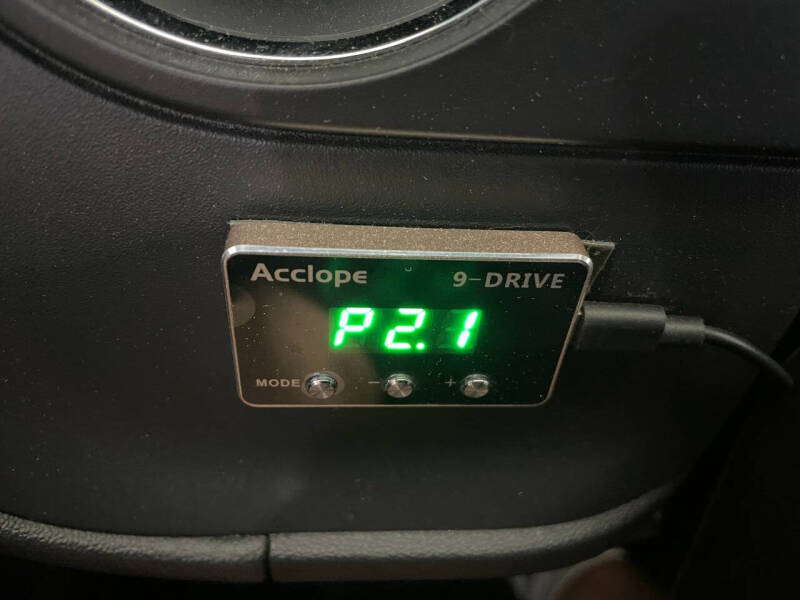 Acclope 9-DRIVE
P2.1
MODE - +